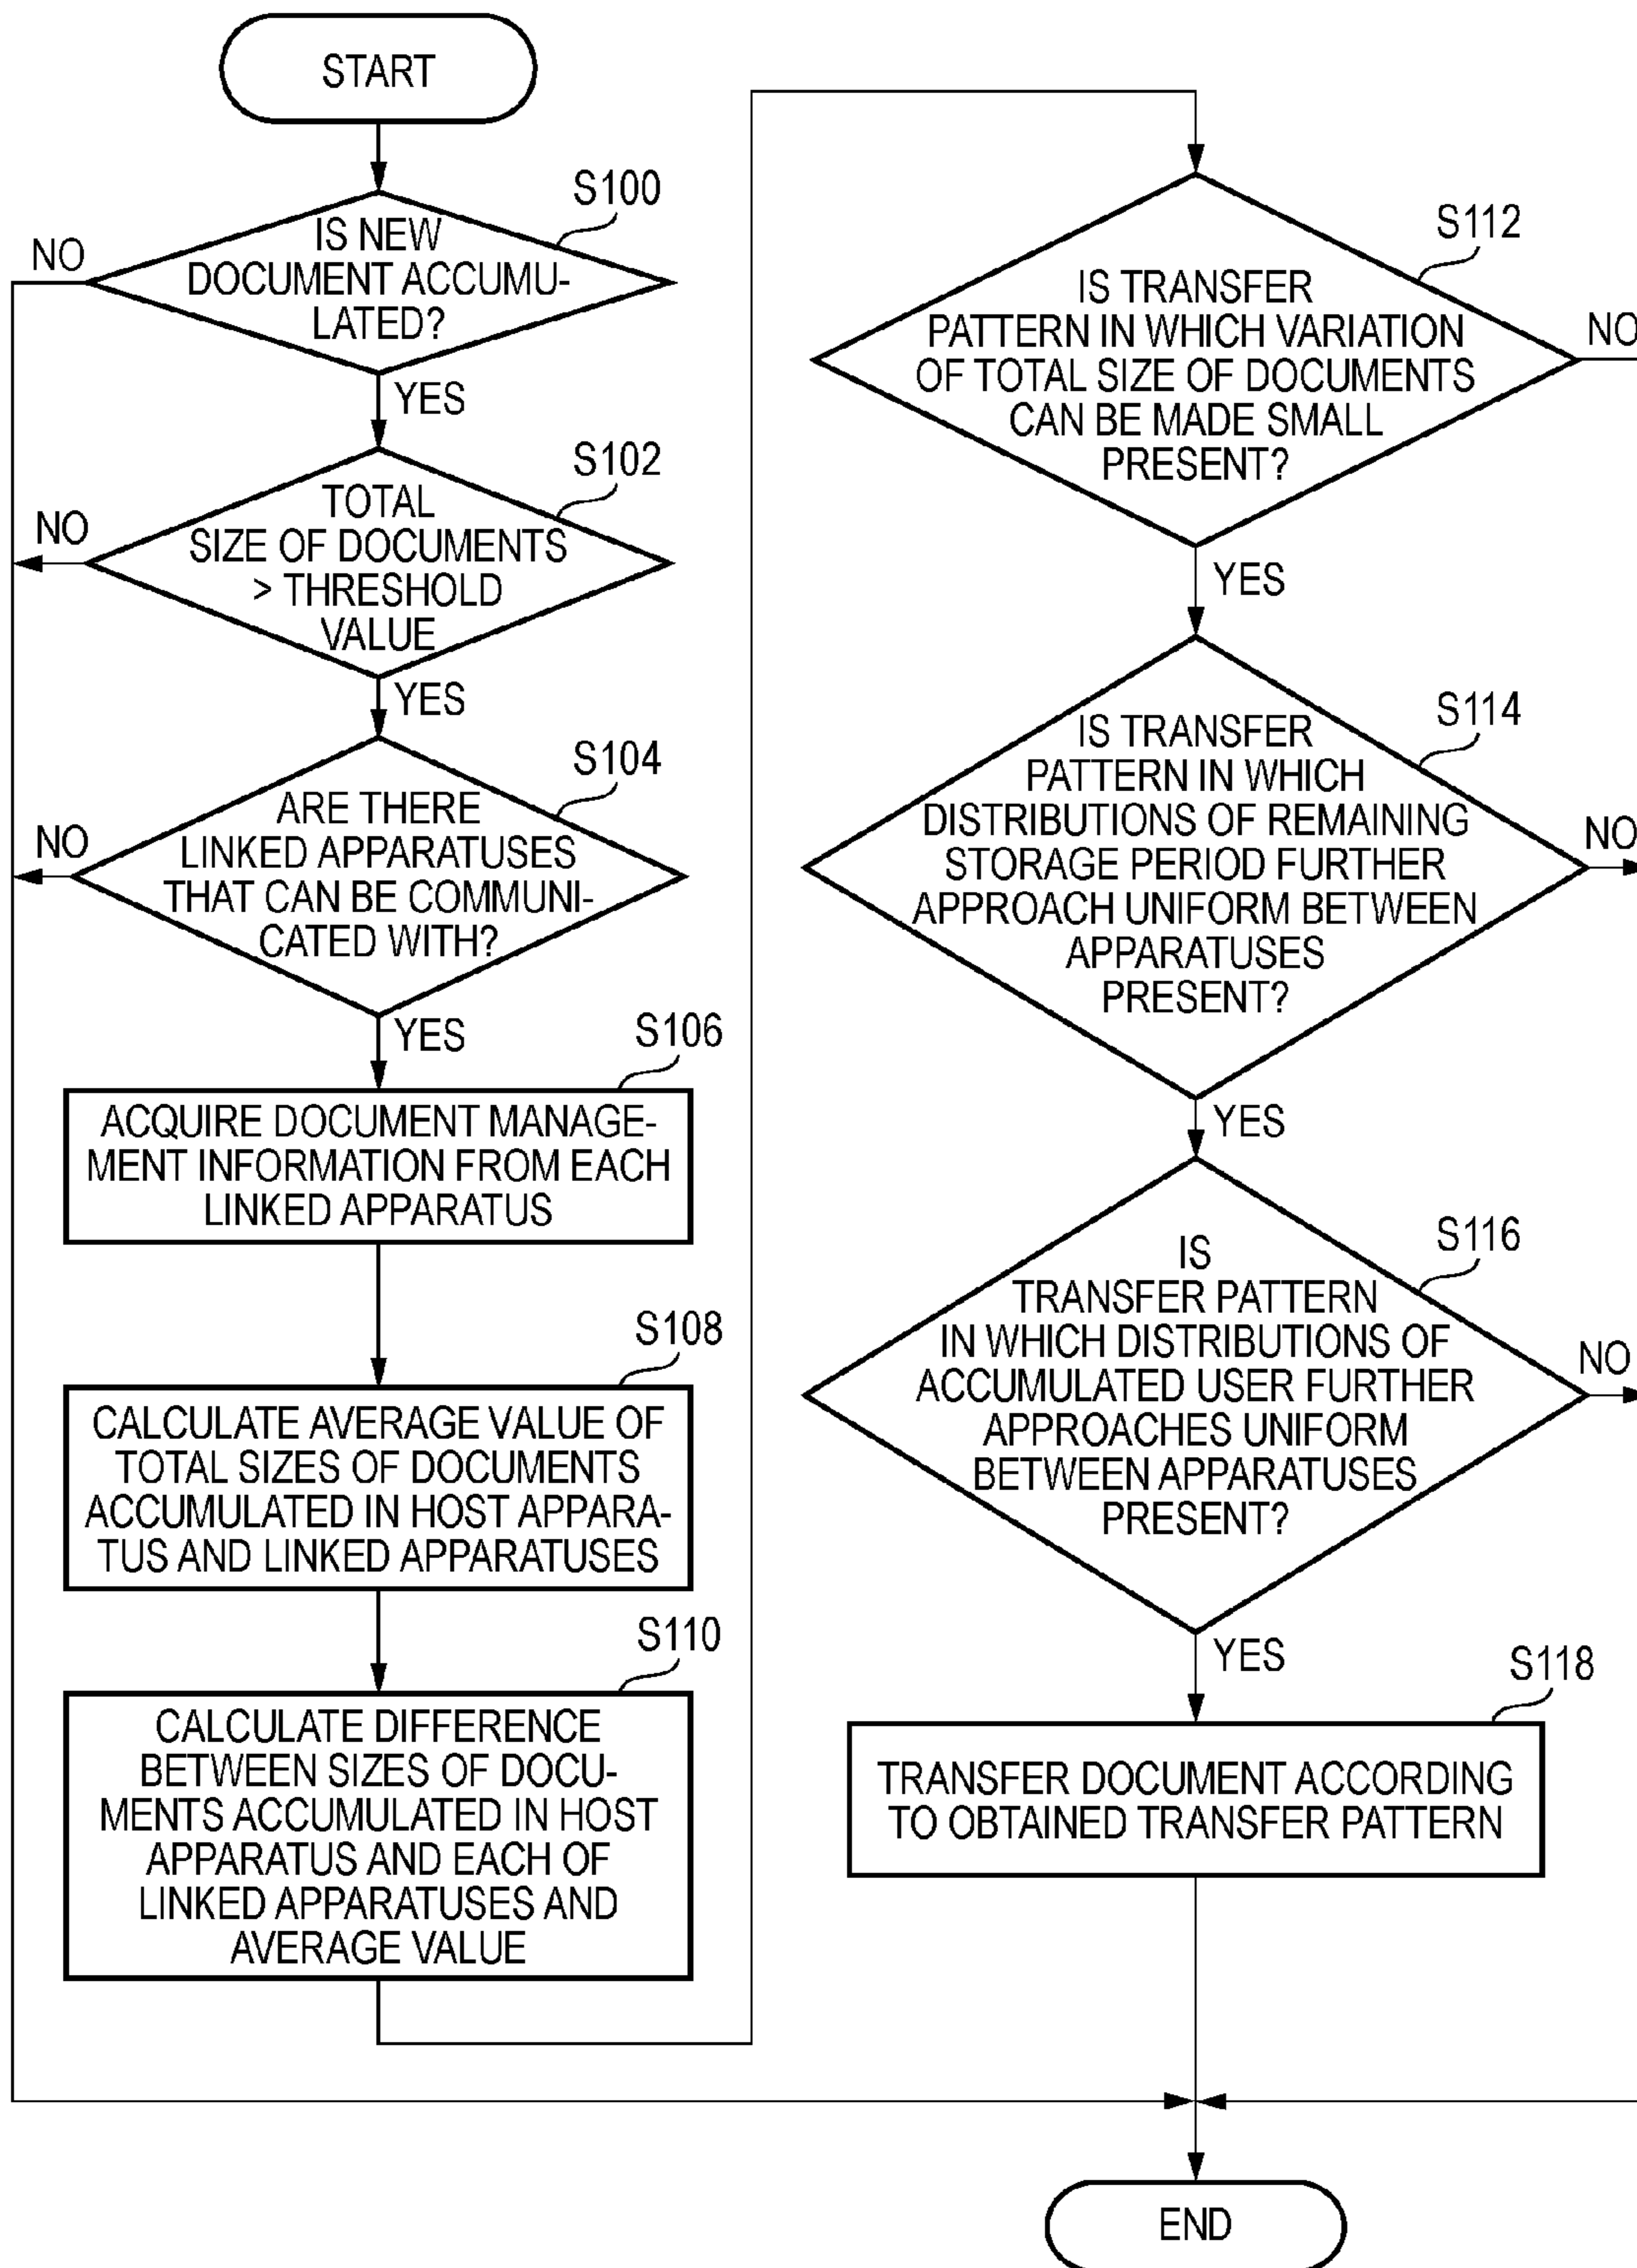 START
S100
IS NEW
DOCUMENT ACCUMU-
LATED?
NO
YES
S102
TOTAL
SIZE OF DOCUMENTS
> THRESHOLD
VALUE
NO
YES
S104
ARE THERE
LINKED APPARATUSES
THAT CAN BE COMMUNI-
CATED WITH?
NO
YES
S106
ACQUIRE DOCUMENT MANAGE-
MENT INFORMATION FROM EACH
LINKED APPARATUS
S108
CALCULATE AVERAGE VALUE OF
TOTAL SIZES OF DOCUMENTS
ACCUMULATED IN HOST APPARA-
TUS AND LINKED APPARATUSES
S110
CALCULATE DIFFERENCE
BETWEEN SIZES OF DOCU-
MENTS ACCUMULATED IN HOST
APPARATUS AND EACH OF
LINKED APPARATUSES AND
AVERAGE VALUE
S112
IS TRANSFER
PATTERN IN WHICH VARIATION
OF TOTAL SIZE OF DOCUMENTS
CAN BE MADE SMALL
PRESENT?
NO
YES
S114
IS TRANSFER
PATTERN IN WHICH
DISTRIBUTIONS OF REMAINING
STORAGE PERIOD FURTHER
APPROACH UNIFORM BETWEEN
APPARATUSES
PRESENT?
NO
YES
S116
IS
TRANSFER PATTERN
IN WHICH DISTRIBUTIONS OF
ACCUMULATED USER FURTHER
APPROACHES UNIFORM
BETWEEN APPARATUSES
PRESENT?
NO
YES
S118
TRANSFER DOCUMENT ACCORDING
TO OBTAINED TRANSFER PATTERN
END